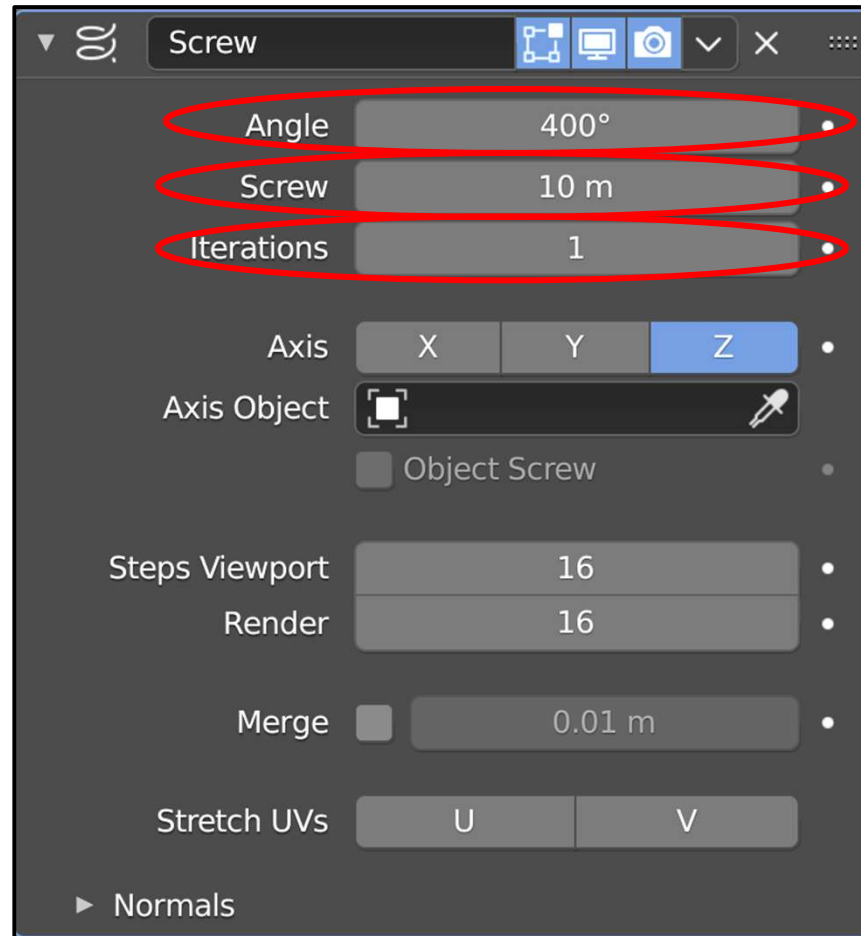 Screw
Angle 400°
Screw 10 m
Iterations 1
Axis X Y Z
Axis Object
Object Screw
Steps Viewport 16
Render 16
Merge 0.01 m
Stretch UVs U V
Normals